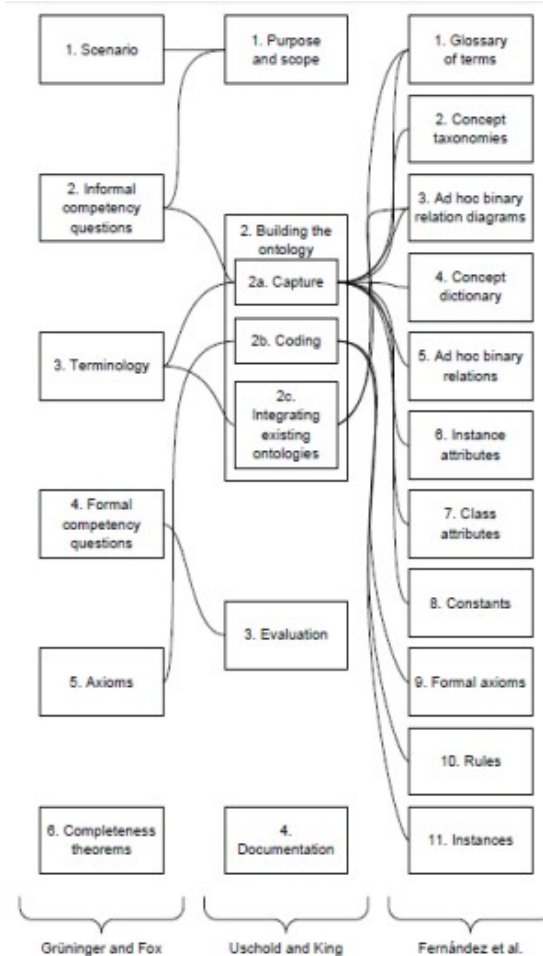 1. Scenario
2. Informal
competency
questions
3. Terminology
4. Formal
competency
questions
5. Axioms
6. Completeness
theorems
Grüninger and Fox
1. Purpose
and scope
2. Building the
ontology
2a. Capture
2b. Coding
2c.
Integrating
existing
ontologies
3. Evaluation
4.
Documentation
Uschold and King
1. Glossary
of terms
2. Concept
taxonomies
3. Ad hoc binary
relation diagrams
4. Concept
dictionary
5. Ad hoc binary
relations
6. Instance
attributes
7. Class
attributes
8. Constants
9. Formal axioms
10. Rules
11. Instances
Fernández et al.